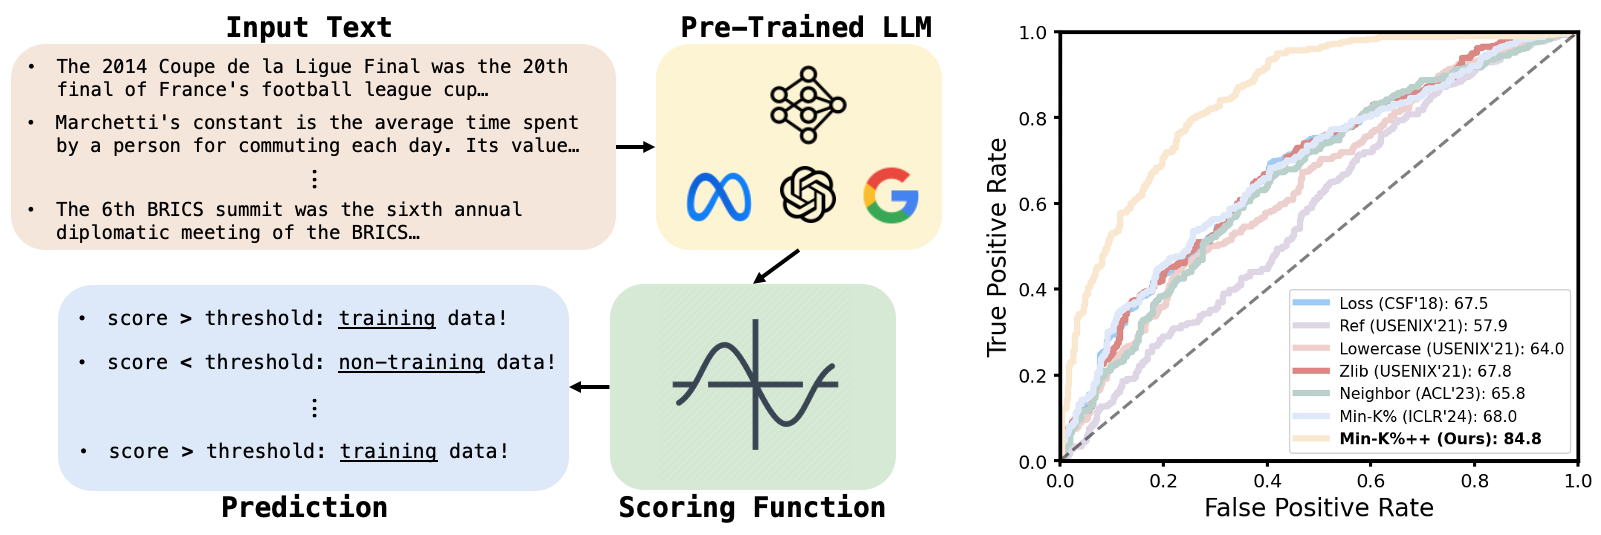 Input Text
• The 2014 Coupe de la Ligue Final was the 20th
final of France's football league cup…
• Marchetti's constant is the average time spent
by a person for commuting each day. Its value…
⋮
• The 6th BRICS summit was the sixth annual
diplomatic meeting of the BRICS…
Pre-Trained LLM
Scoring Function
• score > threshold: training data!
• score < threshold: non-training data!
⋮
• score > threshold: training data!
Prediction
True Positive Rate
1.0
0.8
0.6
0.4
0.2
0.0
Loss (CSF'18): 67.5
Ref (USENIX'21): 57.9
Lowercase (USENIX'21): 64.0
Zlib (USENIX'21): 67.8
Neighbor (ACL'23): 65.8
Min-K% (ICLR'24): 68.0
Min-K%++ (Ours): 84.8
0.0 0.2 0.4 0.6 0.8 1.0
False Positive Rate